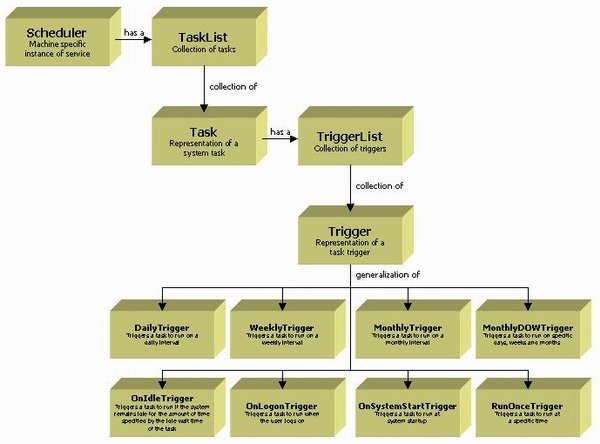 Scheduler
Machine specific
instance of service
has a
TaskList
Collection of tasks
collection of
Task
Representation of a
system task
has a
TriggerList
Collection of triggers
collection of
Trigger
Representation of a
task trigger
generalization of
DailyTrigger
Triggers a task to run on a
daily interval
WeeklyTrigger
Triggers a task to run on a
weekly interval
MonthlyTrigger
Triggers a task to run on a
monthly interval
MonthlyDOWTrigger
Triggers a task to run on specific
days, weeks and months
OnIdleTrigger
Triggers a task to run if the system
remains idle for the amount of time
specified by the idle wait time
of the task
OnLogonTrigger
Triggers a task to run when
the user logs on
OnSystemStartTrigger
Triggers a task to run at
system startup
RunOnceTrigger
Triggers a task to run at
a specific time